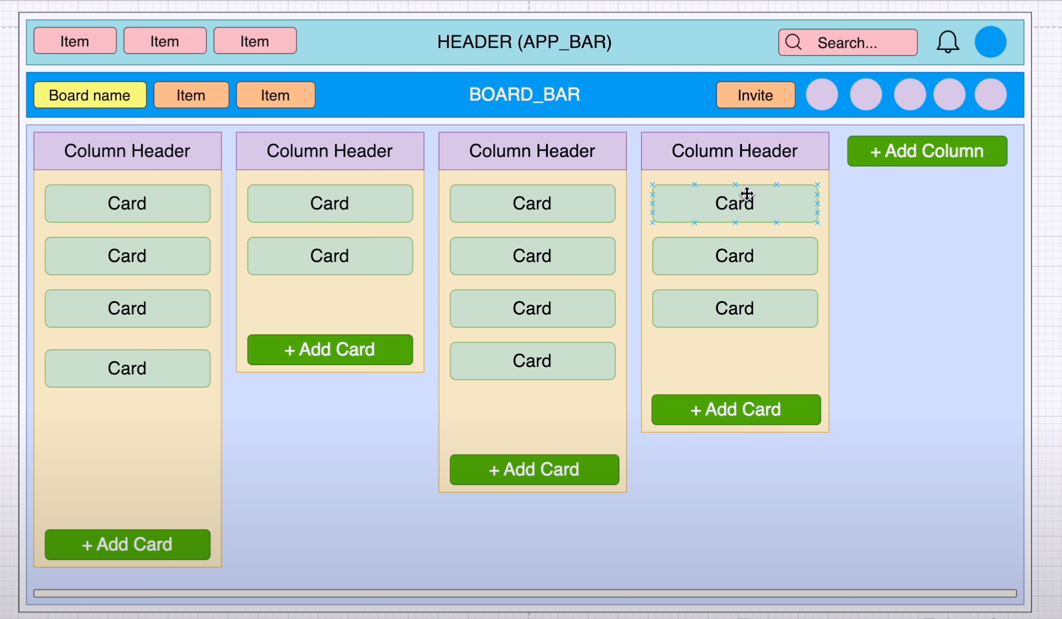 Item Item Item HEADER (APP_BAR) Search...
Board name Item Item BOARD_BAR Invite
Column Header Column Header Column Header Column Header + Add Column
Card Card Card Card
Card Card Card Card
Card Card Card
+ Add Card
Card Card
+ Add Card
+ Add Card
+ Add Card